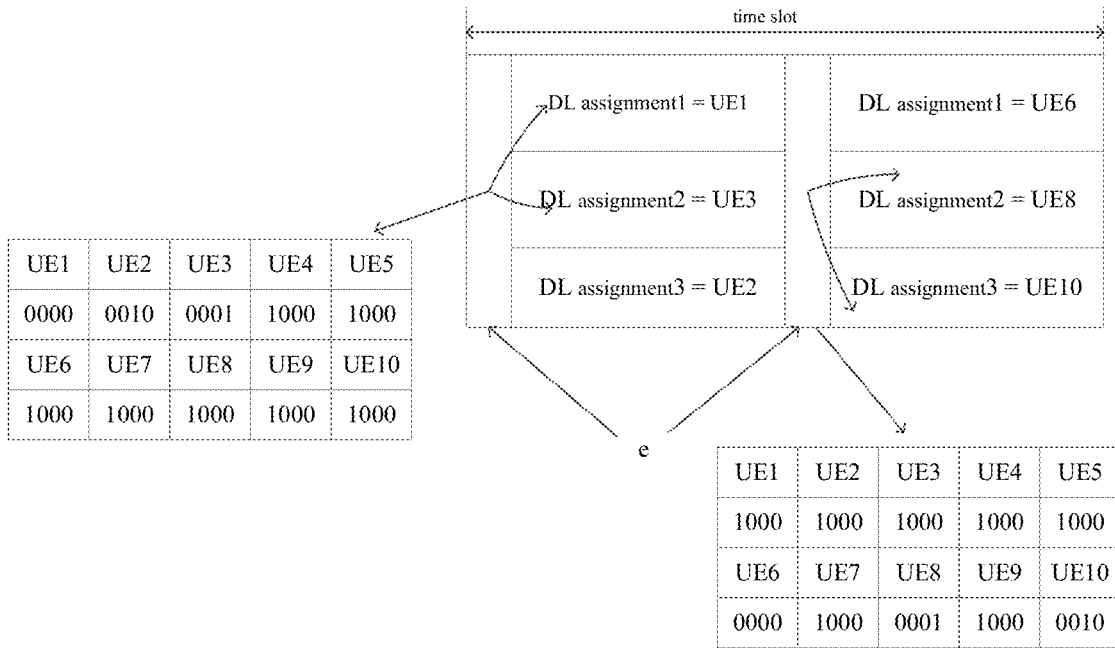 time slot
DL assignment1 = UE1
DL assignment1 = UE6
DL assignment2 = UE3
DL assignment2 = UE8
DL assignment3 = UE2
DL assignment3 = UE10
UE1 UE2 UE3 UE4 UE5
0000 0010 0001 1000 1000
UE6 UE7 UE8 UE9 UE10
1000 1000 1000 1000 1000
e
UE1 UE2 UE3 UE4 UE5
1000 1000 1000 1000 1000
UE6 UE7 UE8 UE9 UE10
0000 1000 0001 1000 0010